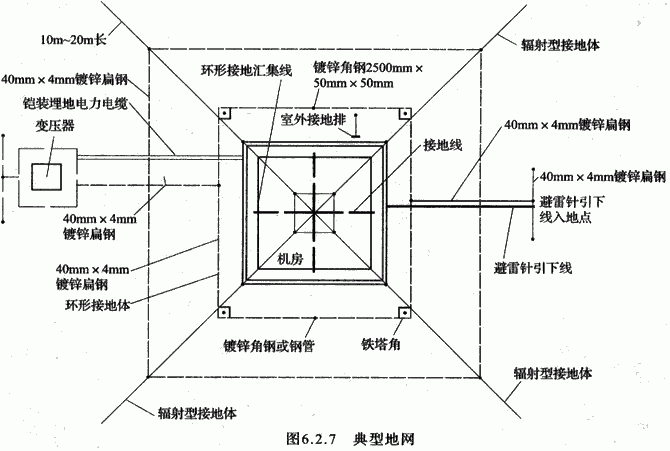 10m~20m长
辐射型接地体
40mm×4mm镀锌扁钢
环形接地汇集线
镀锌角钢2500mm×
50mm×50mm
铠装埋地电力电缆
变压器
室外接地排
接地线
40mm×4mm镀锌扁钢
40mm×4mm镀锌扁钢
避雷针引下
线入地点
40mm×4mm
镀锌扁钢
机房
避雷针引下线
40mm×4mm
镀锌扁钢
环形接地体
镀锌角钢或钢管
铁塔角
辐射型接地体
辐射型接地体
图6.2.7 典型地网